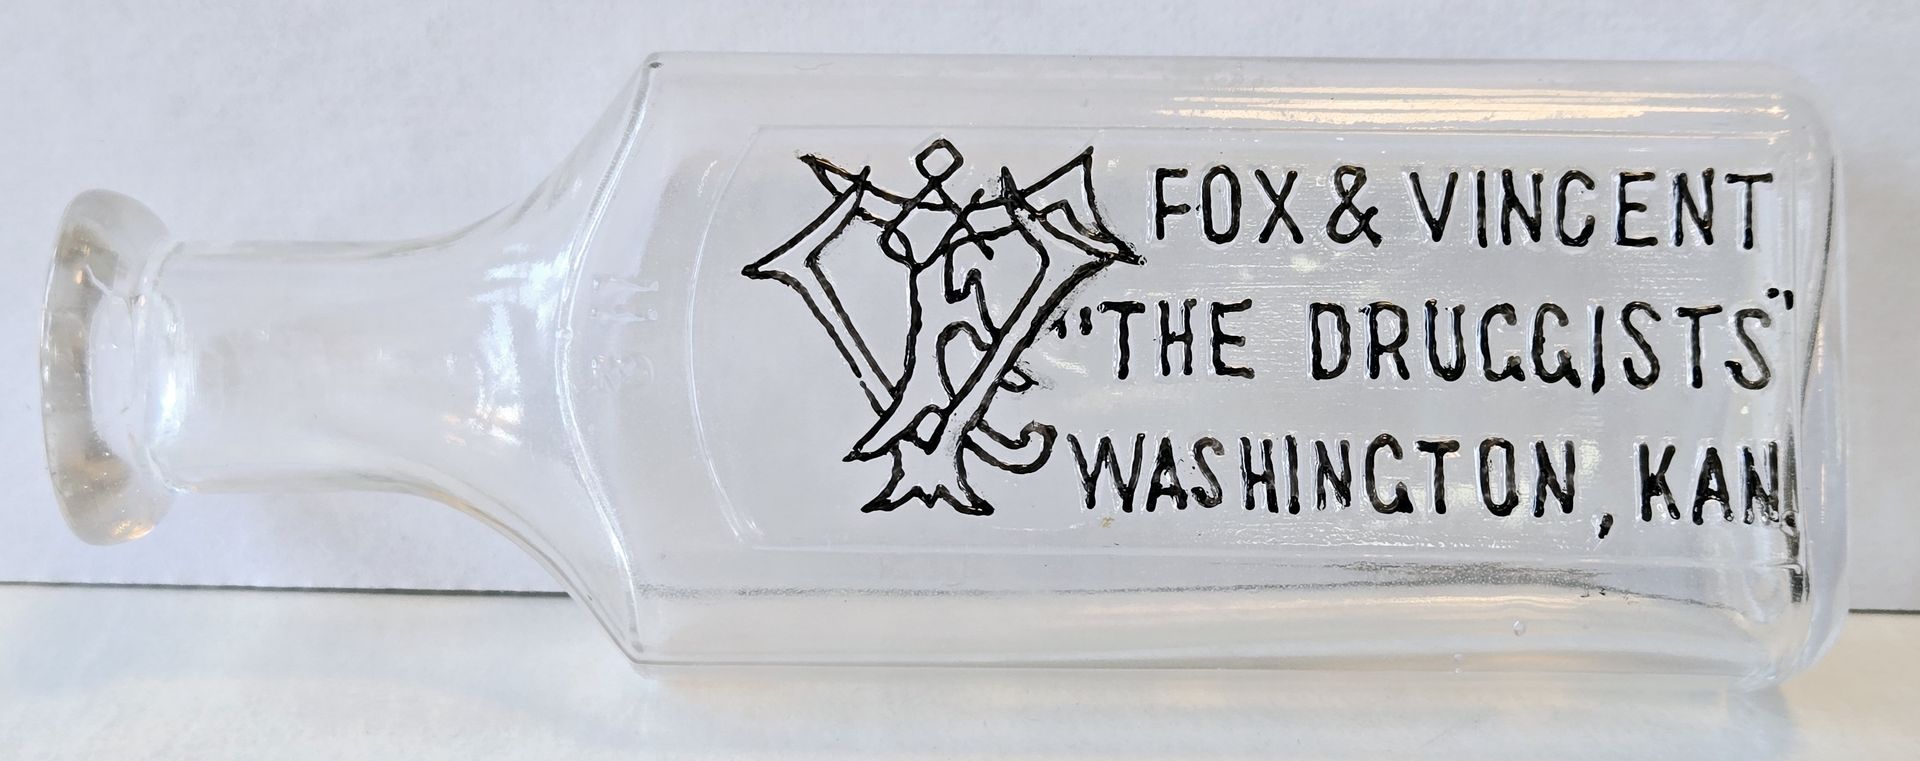 FOX & VINCENT
"THE DRUGGISTS"
WASHINGTON, KAN.